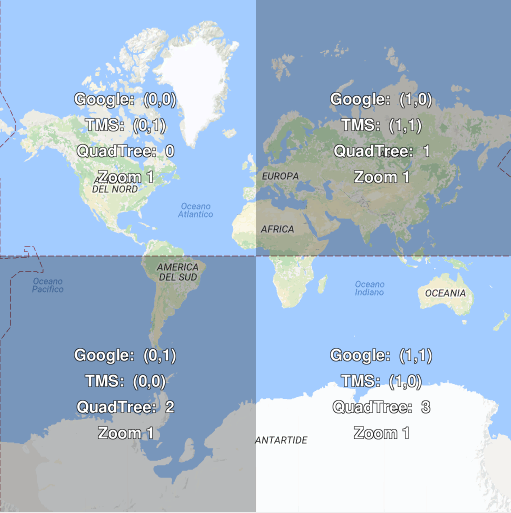 Google: (0,0)
TMS: (0,1)
QuadTree: 0
Zoom 1
DEL NORD
Oceano
Atlantico
Google: (1,0)
TMS: (1,1)
QuadTree: 1
Zoom 1
EUROPA
AFRICA
Oceano
Pacifico
AMERICA
DEL SUD
Google: (0,1)
TMS: (0,0)
QuadTree: 2
Zoom 1
Oceano
Indiano
OCEANIA
Google: (1,1)
TMS: (1,0)
QuadTree: 3
Zoom 1
ANTARTIDE